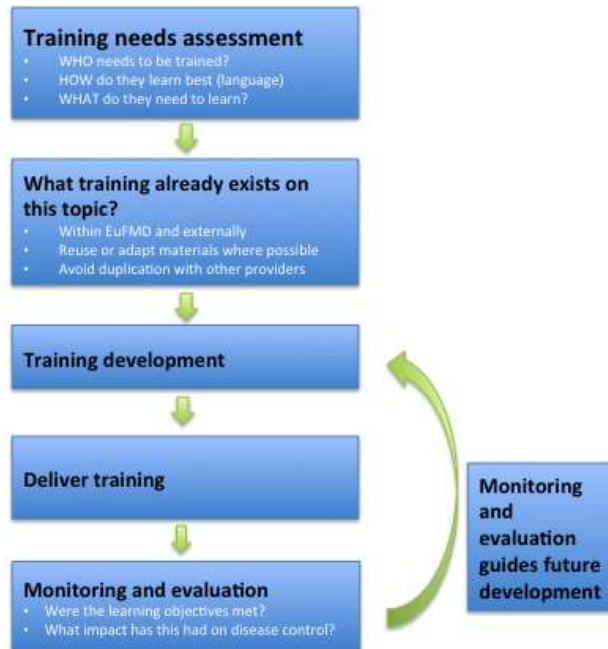 Training needs assessment
• WHO needs to be trained?
• HOW do they learn best (language)
• WHAT do they need to learn?
What training already exists on
this topic?
• Within EuFMD and externally
• Reuse or adapt materials where possible
• Avoid duplication with other providers
Training development
Deliver training
Monitoring and evaluation
• Were the learning objectives met?
• What impact has this had on disease control?
Monitoring
and
evaluation
guides future
development